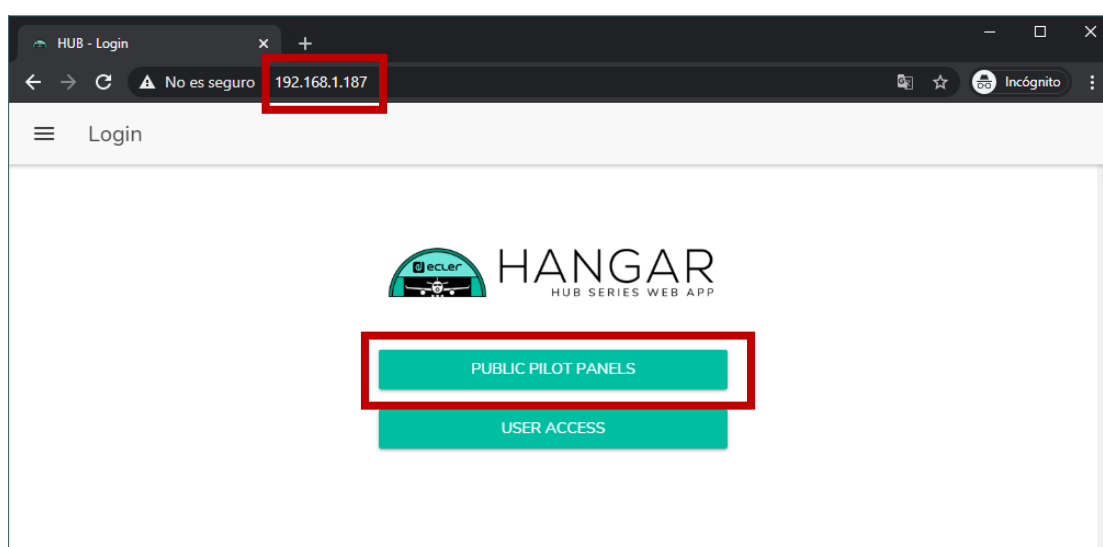 HUB - Login
No es seguro 192.168.1.187 Incógnito
Login
ecler HANGAR
HUB SERIES WEB APP
PUBLIC PILOT PANELS
USER ACCESS